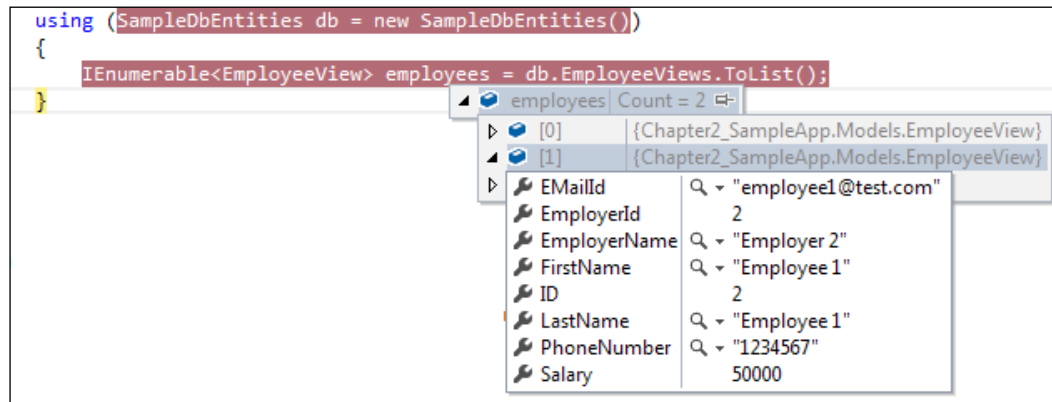 using (SampleDbEntities db = new SampleDbEntities())
{
IEnumerable<EmployeeView> employees = db.EmployeeViews.ToList();
}
employees Count = 2
[0] {Chapter2_SampleApp.Models.EmployeeView}
[1] {Chapter2_SampleApp.Models.EmployeeView}
EMailId "employee1@test.com"
EmployerId 2
EmployerName "Employer 2"
FirstName "Employee 1"
ID 2
LastName "Employee 1"
PhoneNumber "1234567"
Salary 50000